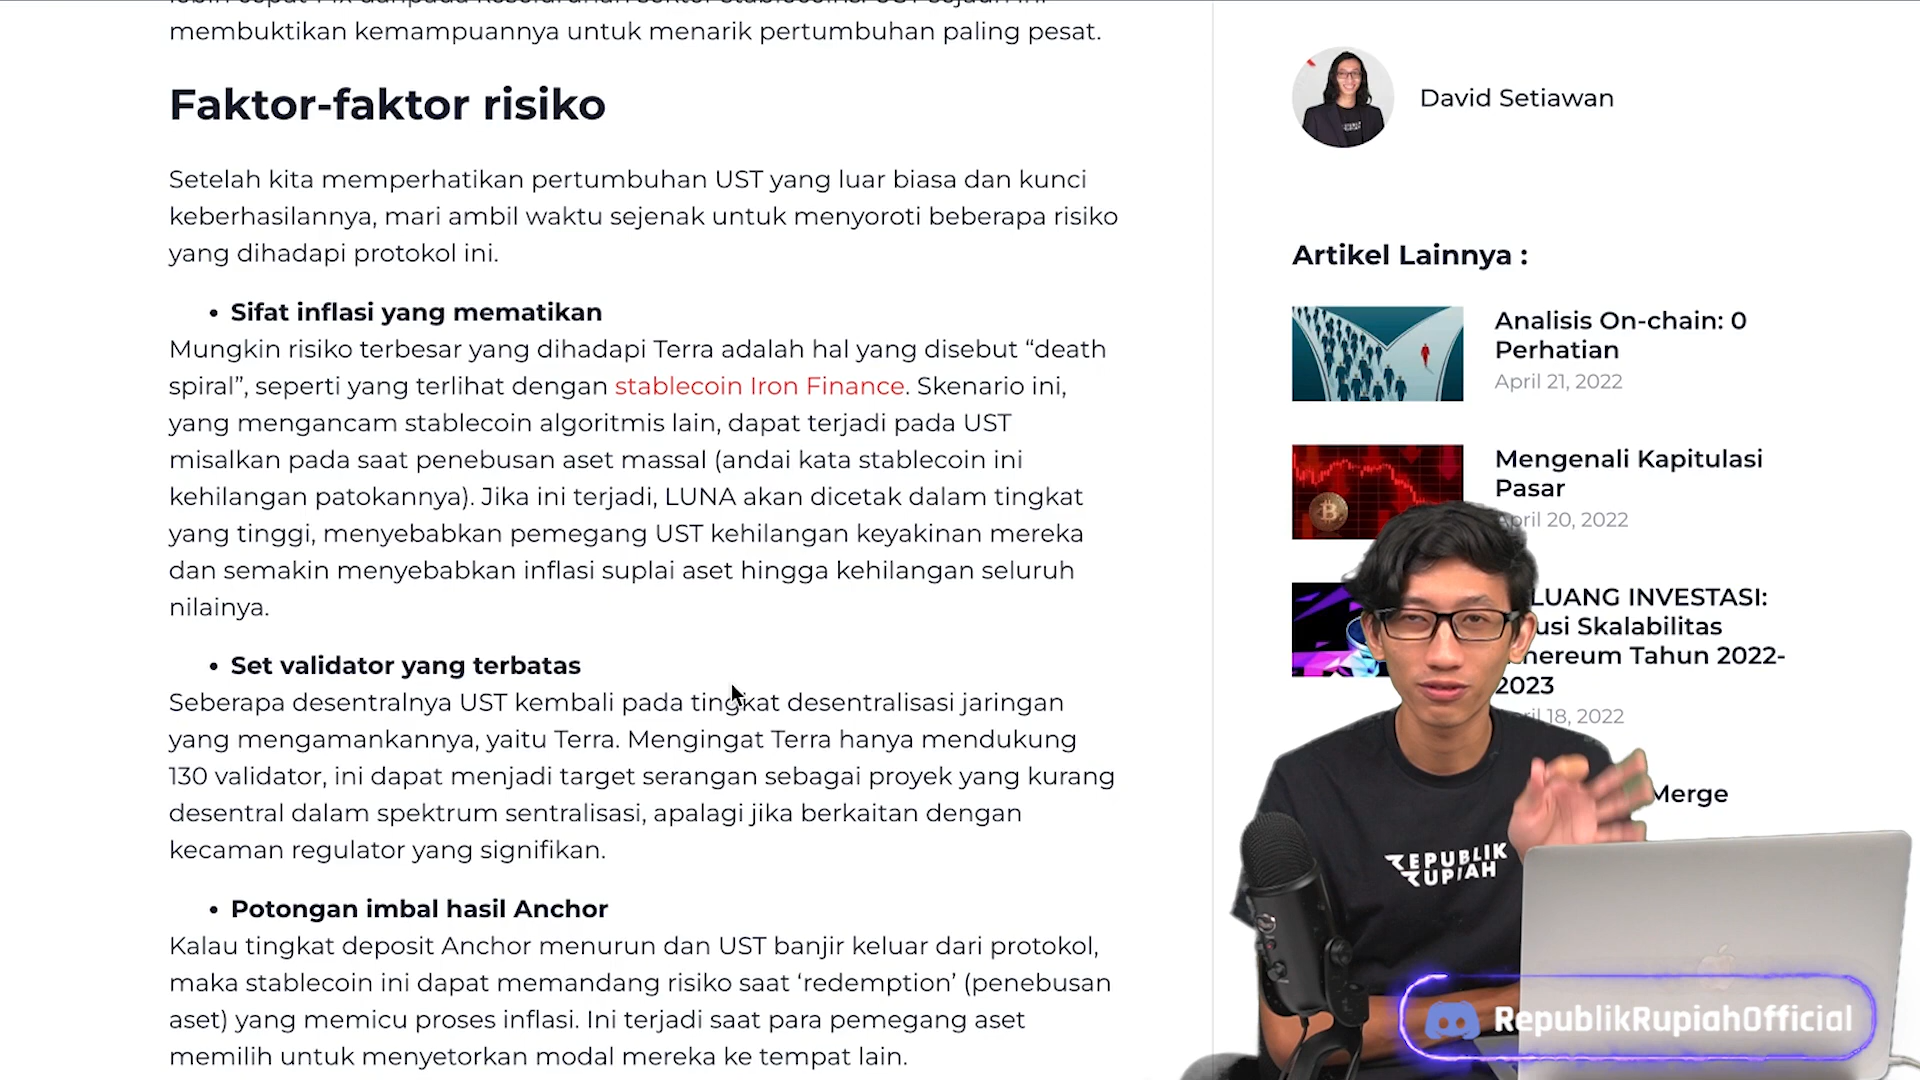 membuktikan kemampuannya untuk menarik pertumbuhan paling pesat.
Faktor-faktor risiko
Setelah kita memperhatikan pertumbuhan UST yang luar biasa dan kunci
keberhasilannya, mari ambil waktu sejenak untuk menyoroti beberapa risiko
yang dihadapi protokol ini.
• Sifat inflasi yang mematikan
Mungkin risiko terbesar yang dihadapi Terra adalah hal yang disebut “death
spiral”, seperti yang terlihat dengan stablecoin Iron Finance. Skenario ini,
yang mengancam stablecoin algoritmis lain, dapat terjadi pada UST
misalkan pada saat penebusan aset massal (andai kata stablecoin ini
kehilangan patokannya). Jika ini terjadi, LUNA akan dicetak dalam tingkat
yang tinggi, menyebabkan pemegang UST kehilangan keyakinan mereka
dan semakin menyebabkan inflasi suplai aset hingga kehilangan seluruh
nilainya.
• Set validator yang terbatas
Seberapa desentralnya UST kembali pada tingkat desentralisasi jaringan
yang mengamankannya, yaitu Terra. Mengingat Terra hanya mendukung
130 validator, ini dapat menjadi target serangan sebagai proyek yang kurang
desentral dalam spektrum sentralisasi, apalagi jika berkaitan dengan
kecaman regulator yang signifikan.
• Potongan imbal hasil Anchor
Kalau tingkat deposit Anchor menurun dan UST banjir keluar dari protokol,
maka stablecoin ini dapat memandang risiko saat ‘redemption’ (penebusan
aset) yang memicu proses inflasi. Ini terjadi saat para pemegang aset
memilih untuk menyetorkan modal mereka ke tempat lain.
David Setiawan
Artikel Lainnya :
Analisis On-chain: 0
Perhatian
April 21, 2022
Mengenali Kapitulasi
Pasar
April 20, 2022
INVESTASI:
Skalabilitas
Tahun 2022-
2023
18, 2022
Merge
REPUBLIK
RUPIAH
RepublikRupiahOfficial